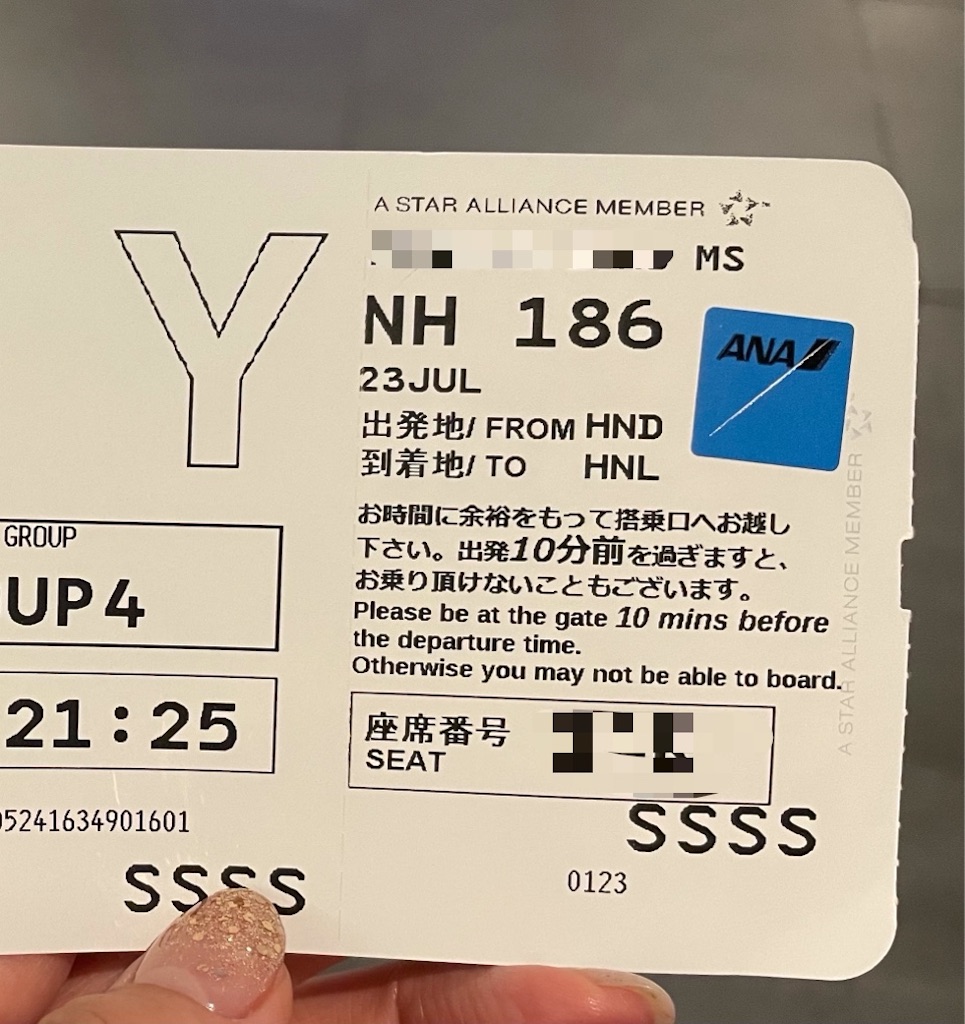 Y
GROUP
UP4
21:25
05241634901601
SSSS
A STAR ALLIANCE MEMBER
MS
NH 186
ANA
23JUL
出発地/ FROM HND
到着地/ TO HNL
お時間に余裕をもって搭乗口へお越し
下さい。出発10分前を過ぎますと、
お乗り頂けないこともございます。
Please be at the gate 10 mins before
the departure time.
Otherwise you may not be able to board.
座席番号
SEAT
SSSS
0123
A STAR ALLIANCE MEMBER